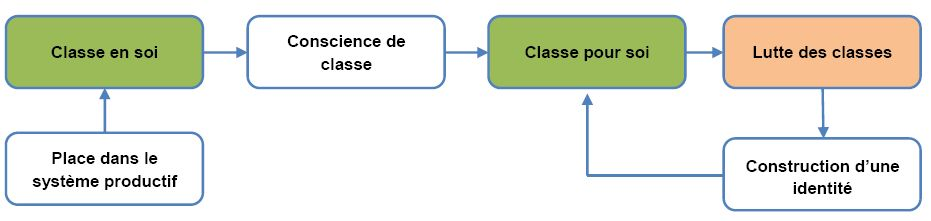 Classe en soi
Conscience de
classe
Classe pour soi
Lutte des classes
Place dans le
système productif
Construction d’une
identité